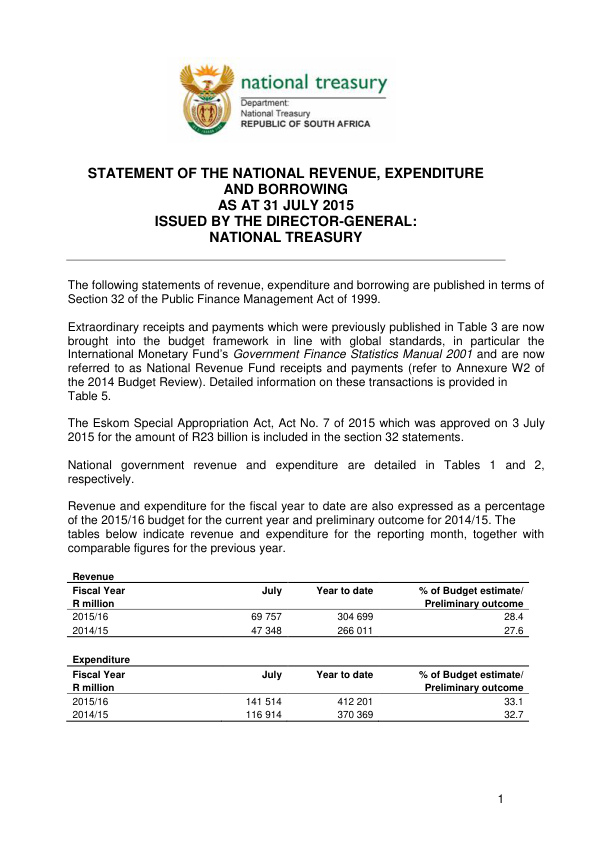 national treasury
Department:
National Treasury
REPUBLIC OF SOUTH AFRICA
STATEMENT OF THE NATIONAL REVENUE, EXPENDITURE
AND BORROWING
AS AT 31 JULY 2015
ISSUED BY THE DIRECTOR-GENERAL:
NATIONAL TREASURY
The following statements of revenue, expenditure and borrowing are published in terms of
Section 32 of the Public Finance Management Act of 1999.
Extraordinary receipts and payments which were previously published in Table 3 are now
brought into the budget framework in line with global standards, in particular the
International Monetary Fund's Government Finance Statistics Manual 2001 and are now
referred to as National Revenue Fund receipts and payments (refer to Annexure W2 of
the 2014 Budget Review). Detailed information on these transactions is provided in
Table 5.
The Eskom Special Appropriation Act, Act No. 7 of 2015 which was approved on 3 July
2015 for the amount of R23 billion is included in the section 32 statements.
National government revenue and expenditure are detailed in Tables 1 and 2,
respectively.
Revenue and expenditure for the fiscal year to date are also expressed as a percentage
of the 2015/16 budget for the current year and preliminary outcome for 2014/15. The
tables below indicate revenue and expenditure for the reporting month, together with
comparable figures for the previous year.
Revenue
Fiscal Year July Year to date % of Budget estimate/
R million Preliminary outcome
2015/16 69 757 304 699 28.4
2014/15 47 348 266 011 27.6
Expenditure
Fiscal Year July Year to date % of Budget estimate/
R million Preliminary outcome
2015/16 141 514 412 201 33.1
2014/15 116 914 370 369 32.7
1